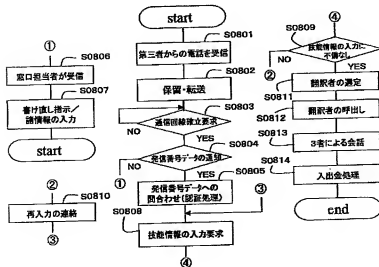 ①
S0806
窓口担当者が受信
S0807
書け直し指示/
諸情報の入力
start
②
S0810
再入力の連絡
③
start
S0801
第三者からの電話を受信
S0802
保留・転送
S0803
通信回線確立要求
YES
S0804
発信番号データの通知
NO
YES
①
S0805
発信番号データへの
問合わせ(認証処理)
③
S0808
技能情報の入力要求
④
④
S0809
技能情報の入力に
不備なし
NO
YES
②
翻訳者の選定
S0811
S0812
翻訳者の呼出し
S0813
3者による会話
S0814
入出金処理
end